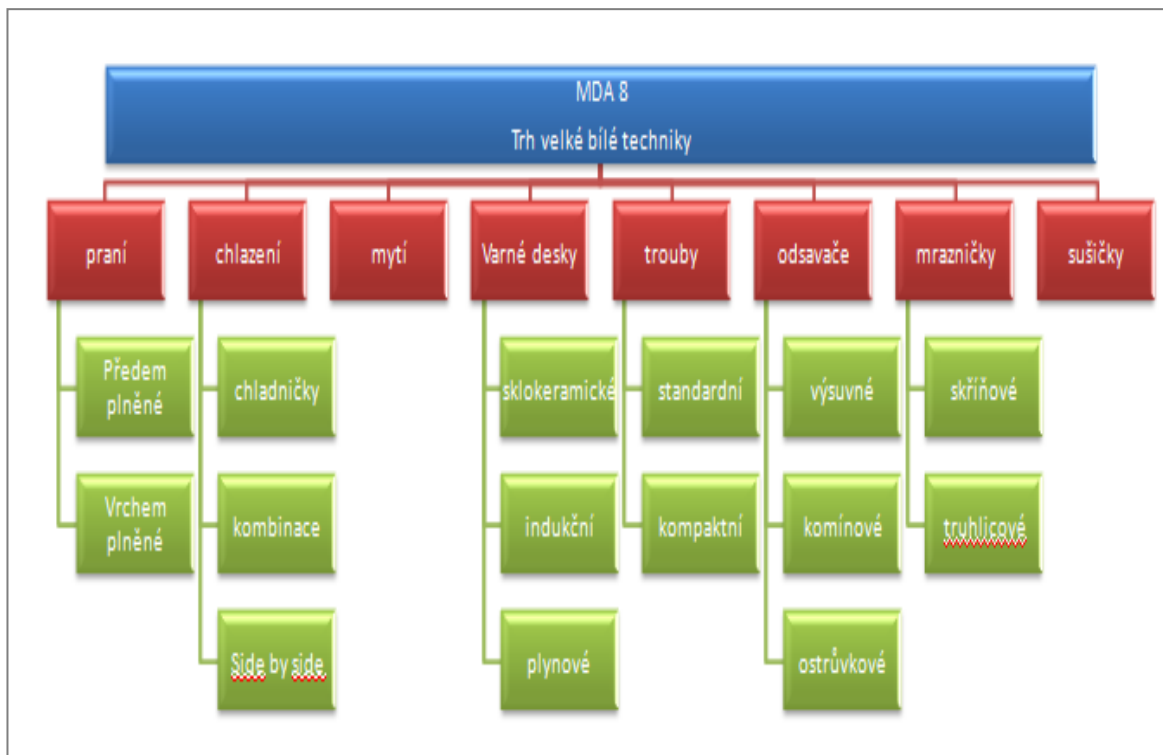 MDA 8
Trh velké bílé techniky
praní
chlazení
mytí
Varné desky
trouby
odsavače
mrazničky
sušičky
Předem
plněné
chladničky
sklokeramické
standardní
výsuvné
skříňové
Vrchem
plněné
kombinace
indukční
kompaktní
komínové
truhlicové
Side by side
plynové
ostrůvkové